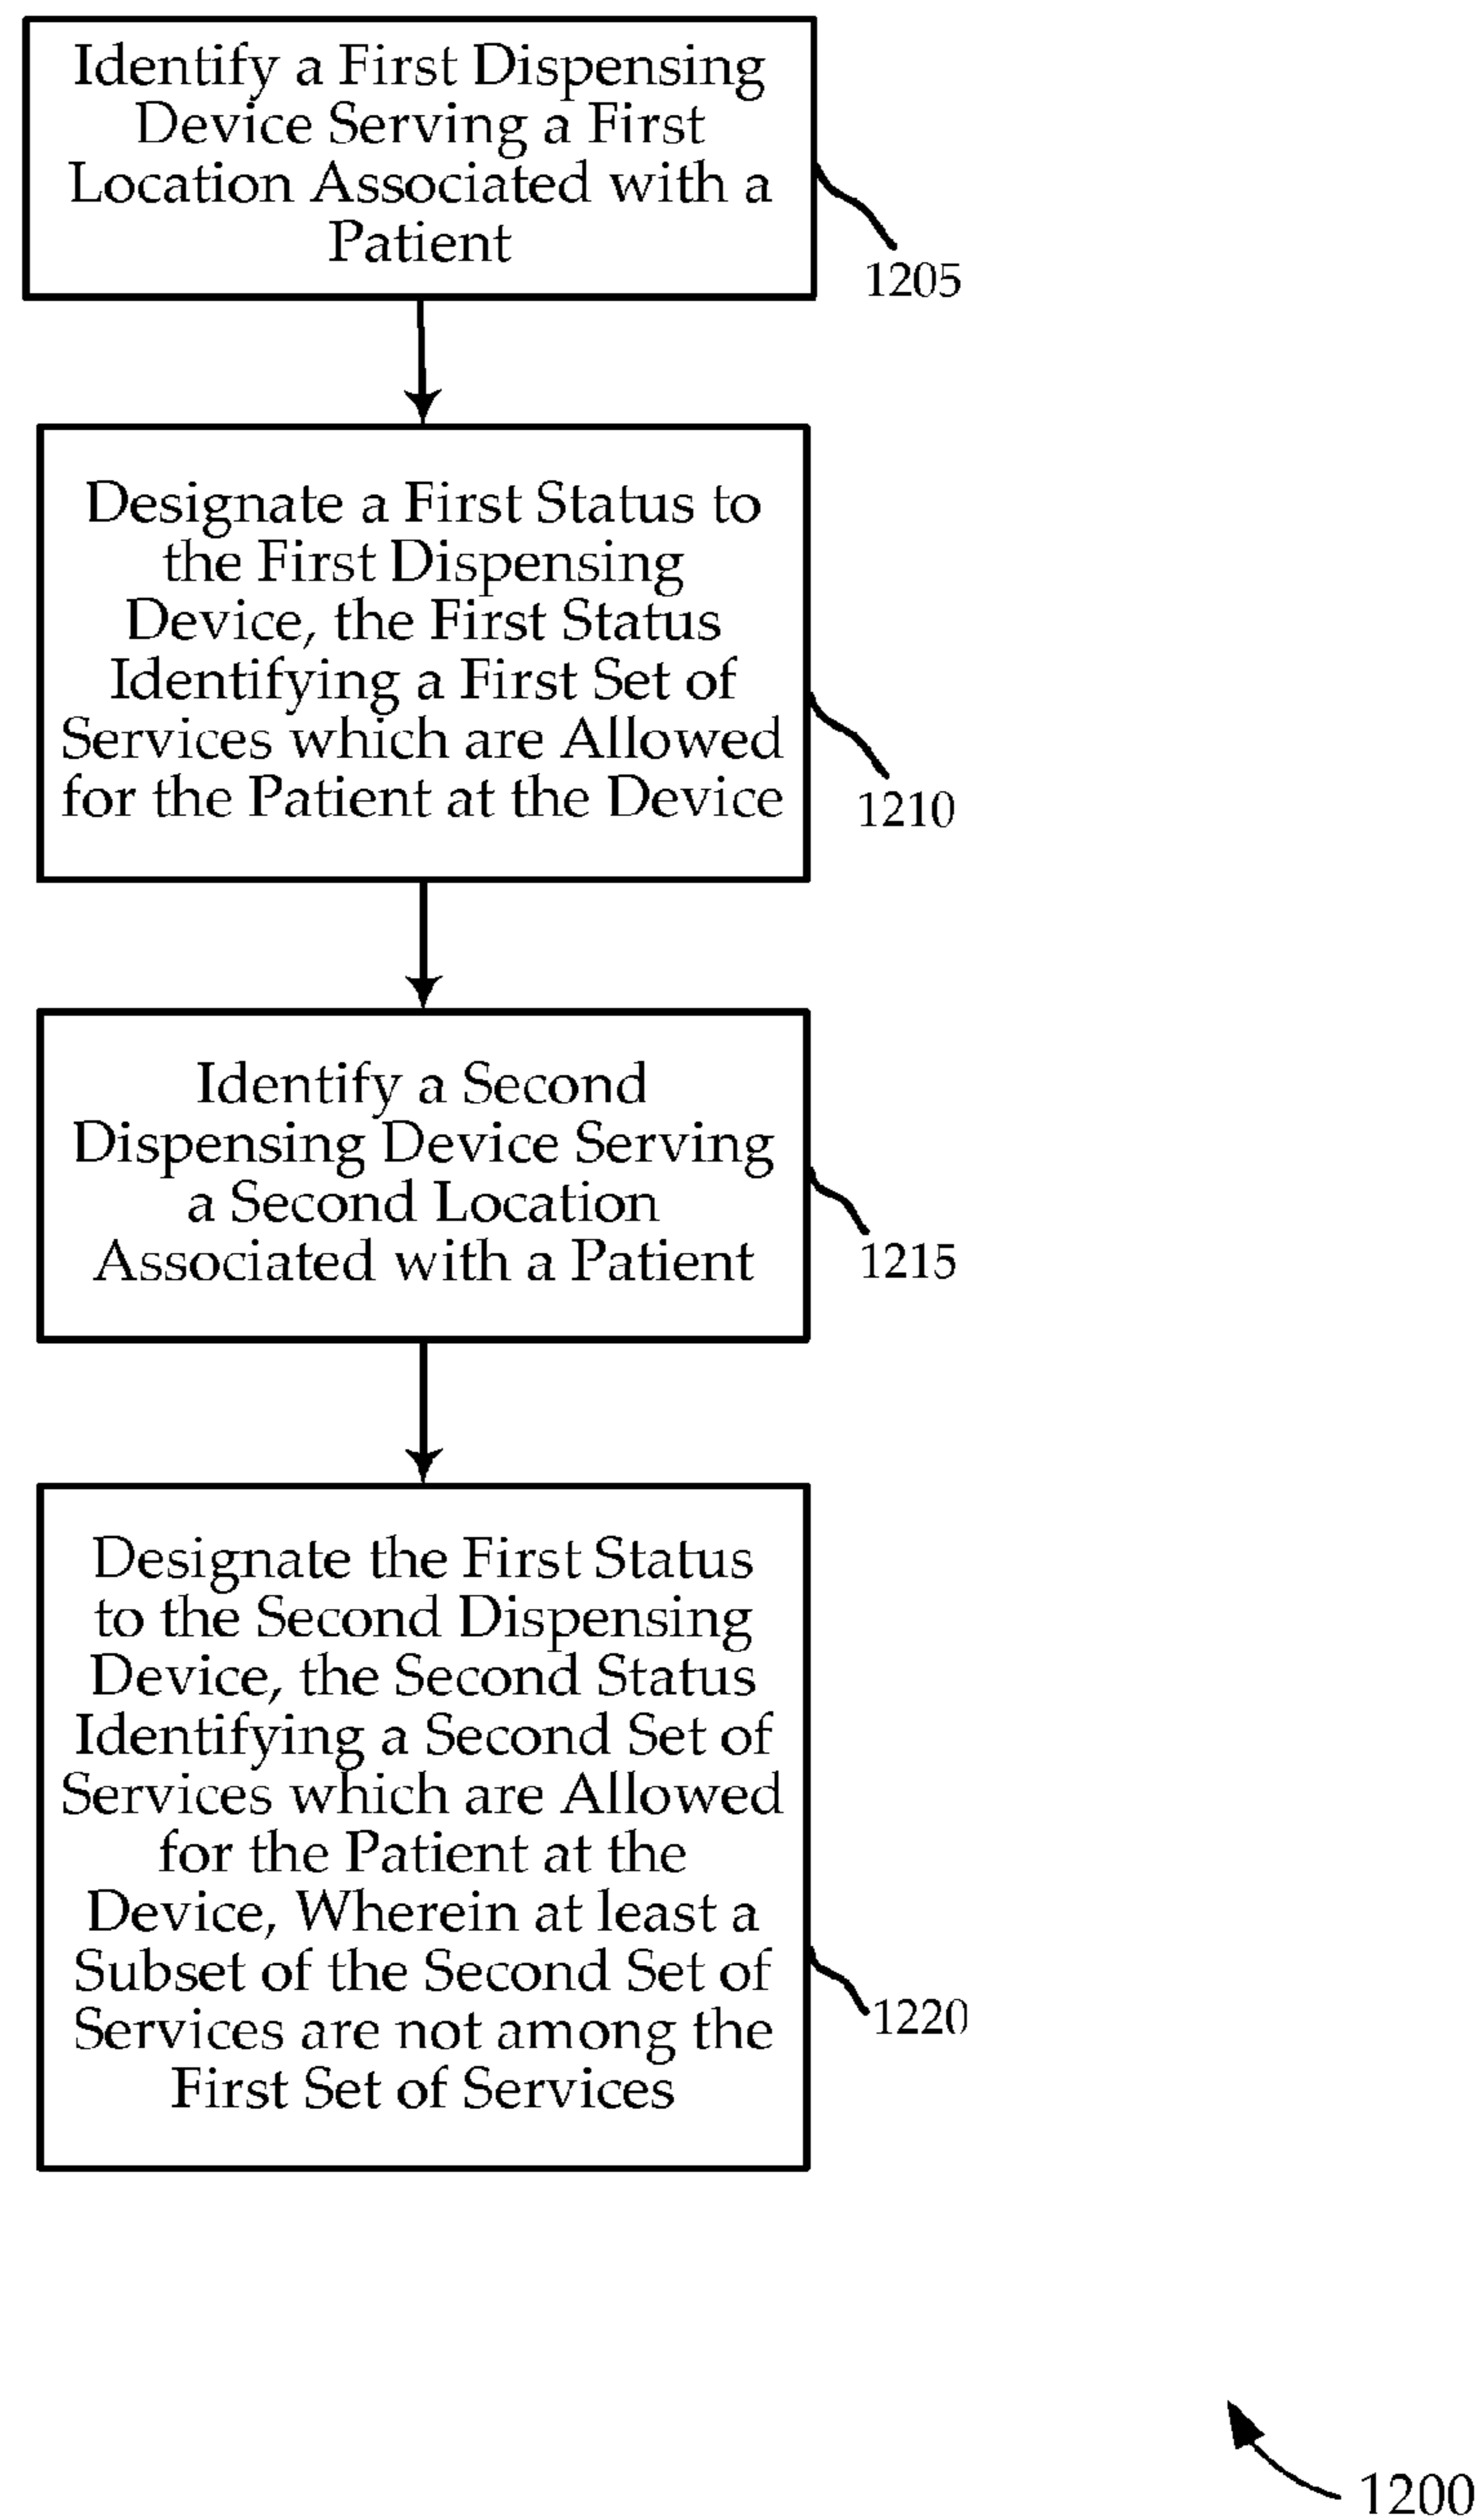 Identify a First Dispensing
Device Serving a First
Location Associated with a
Patient
1205
Designate a First Status to
the First Dispensing
Device, the First Status
Identifying a First Set of
Services which are Allowed
for the Patient at the Device
1210
Identify a Second
Dispensing Device Serving
a Second Location
Associated with a Patient
1215
Designate the First Status
to the Second Dispensing
Device, the Second Status
Identifying a Second Set of
Services which are Allowed
for the Patient at the
Device, Wherein at least a
Subset of the Second Set of
Services are not among the
First Set of Services
1220
1200